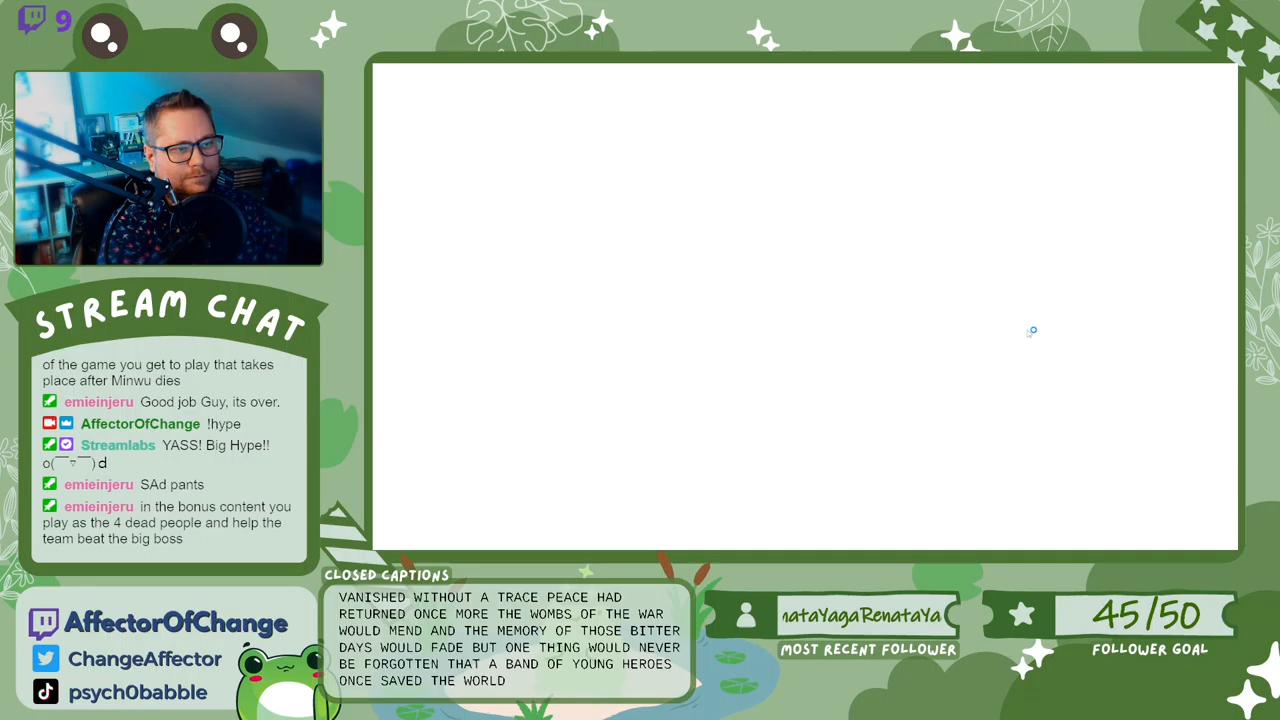 9
STREAM CHAT
of the game you get to play that takes
place after Minwu dies
emieinjeru Good job Guy, its over.
AffectorOfChange !hype
Streamlabs YASS! Big Hype!!
o(￣▽￣)d
emieinjeru SAd pants
emieinjeru in the bonus content you
play as the 4 dead people and help the
team beat the big boss
AffectorOfChange
ChangeAffector
psych0babble
CLOSED CAPTIONS
VANISHED WITHOUT A TRACE PEACE HAD
RETURNED ONCE MORE THE WOMBS OF THE WAR
WOULD MEND AND THE MEMORY OF THOSE BITTER
DAYS WOULD FADE BUT ONE THING WOULD NEVER
BE FORGOTTEN THAT A BAND OF YOUNG HEROES
ONCE SAVED THE WORLD
nataYagaRenataYa
MOST RECENT FOLLOWER
45/50
FOLLOWER GOAL